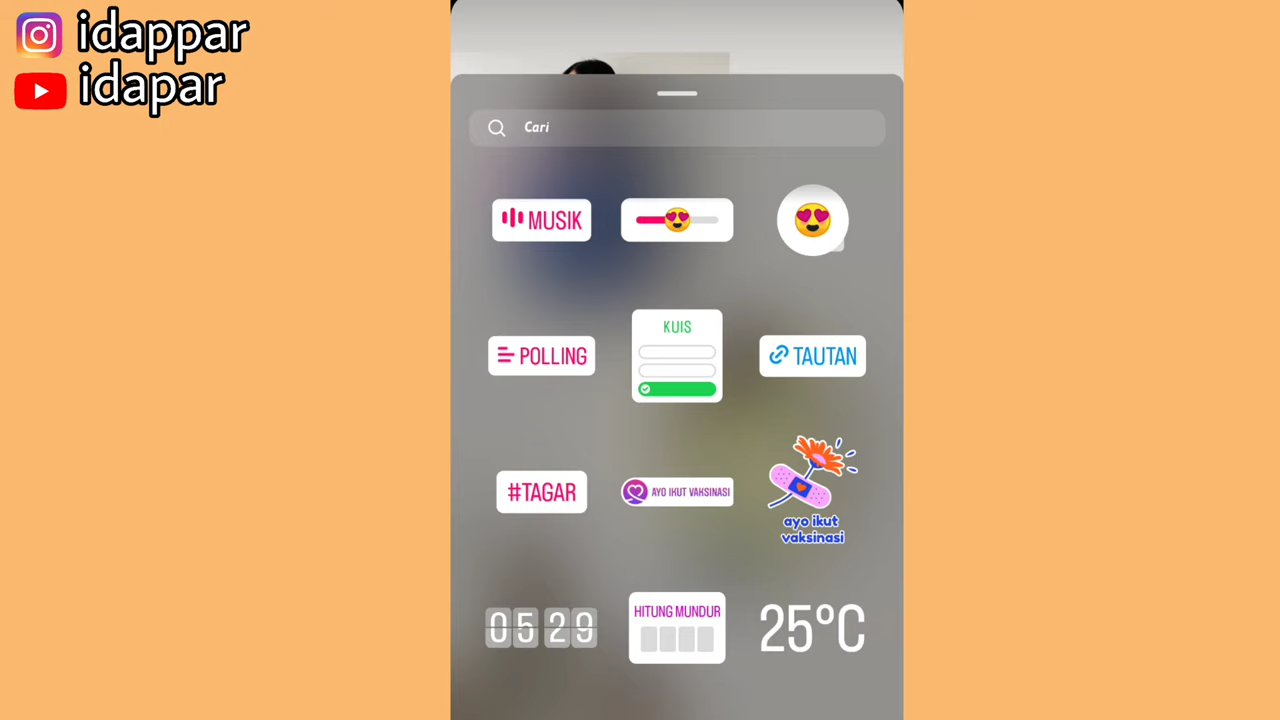 idappar
idapar
Cari
MUSIK
POLLING
KUIS
TAUTAN
#TAGAR
AYO IKUT VAKSINASI
ayo ikut
vaksinasi
05 29
HITUNG MUNDUR
25°C